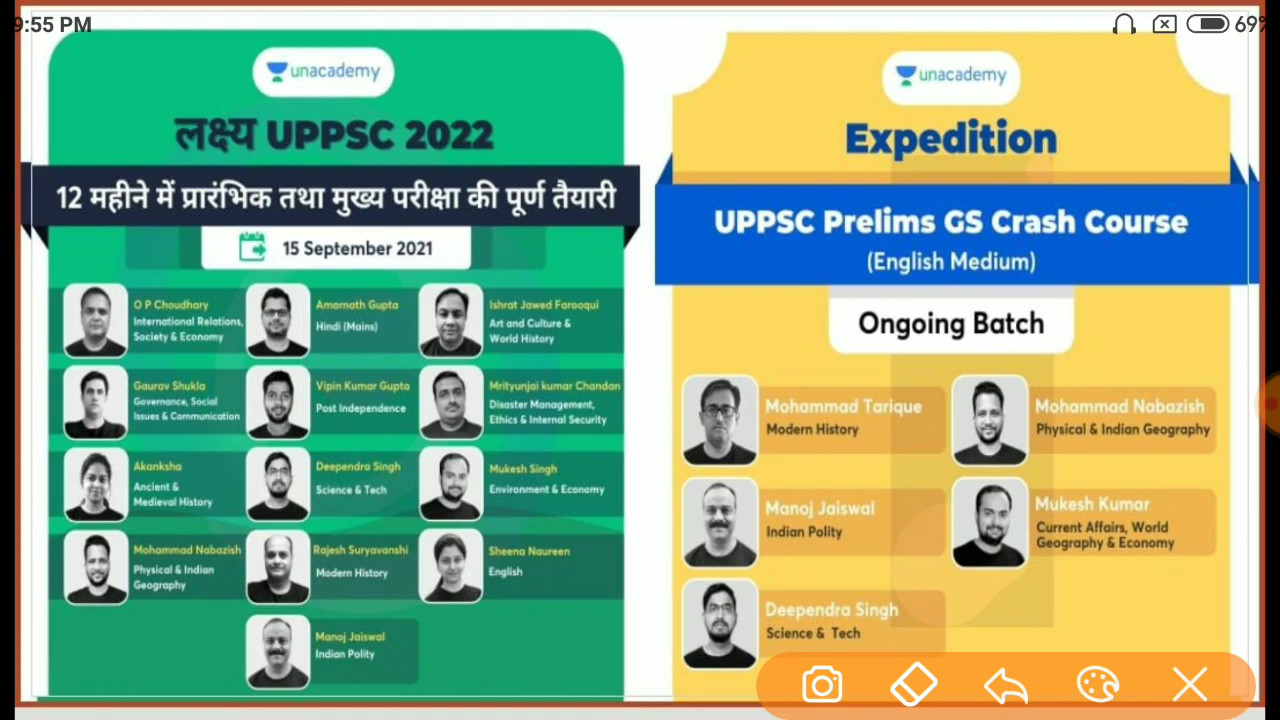 9:55 PM
69%
unacademy
लक्ष्य UPPSC 2022
12 महीने में प्रारंभिक तथा मुख्य परीक्षा की पूर्ण तैयारी
15 September 2021
O P Choudhary
International Relations,
Society & Economy
Amarnath Gupta
Hindi (Mains)
Ishrat Jawed Farooqui
Art and Culture &
World History
Gaurav Shukla
Governance, Social
Issues & Communication
Vipin Kumar Gupta
Post Independence
Mrityunjai kumar Chandan
Disaster Management,
Ethics & Internal Security
Akanksha
Ancient &
Medieval History
Deependra Singh
Science & Tech
Mukesh Singh
Environment & Economy
Mohammad Nabazish
Physical & Indian
Geography
Rajesh Suryavanshi
Modern History
Sheena Naureen
English
Manoj Jaiswal
Indian Polity
unacademy
Expedition
UPPSC Prelims GS Crash Course
(English Medium)
Ongoing Batch
Mohammad Tarique
Modern History
Mohammad Nabazish
Physical & Indian Geography
Manoj Jaiswal
Indian Polity
Mukesh Kumar
Current Affairs, World
Geography & Economy
Deependra Singh
Science & Tech